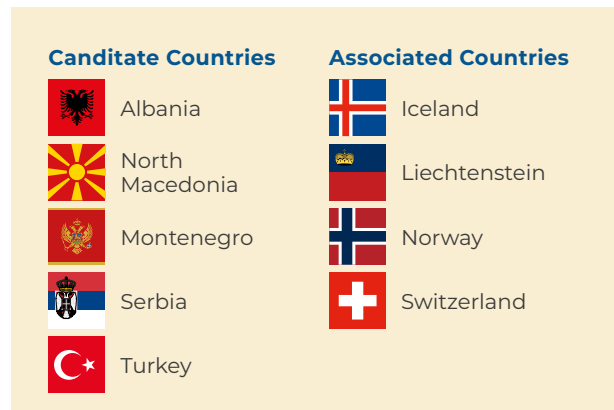 Canditate Countries
Albania
North
Macedonia
Montenegro
Serbia
Turkey
Associated Countries
Iceland
Liechtenstein
Norway
Switzerland